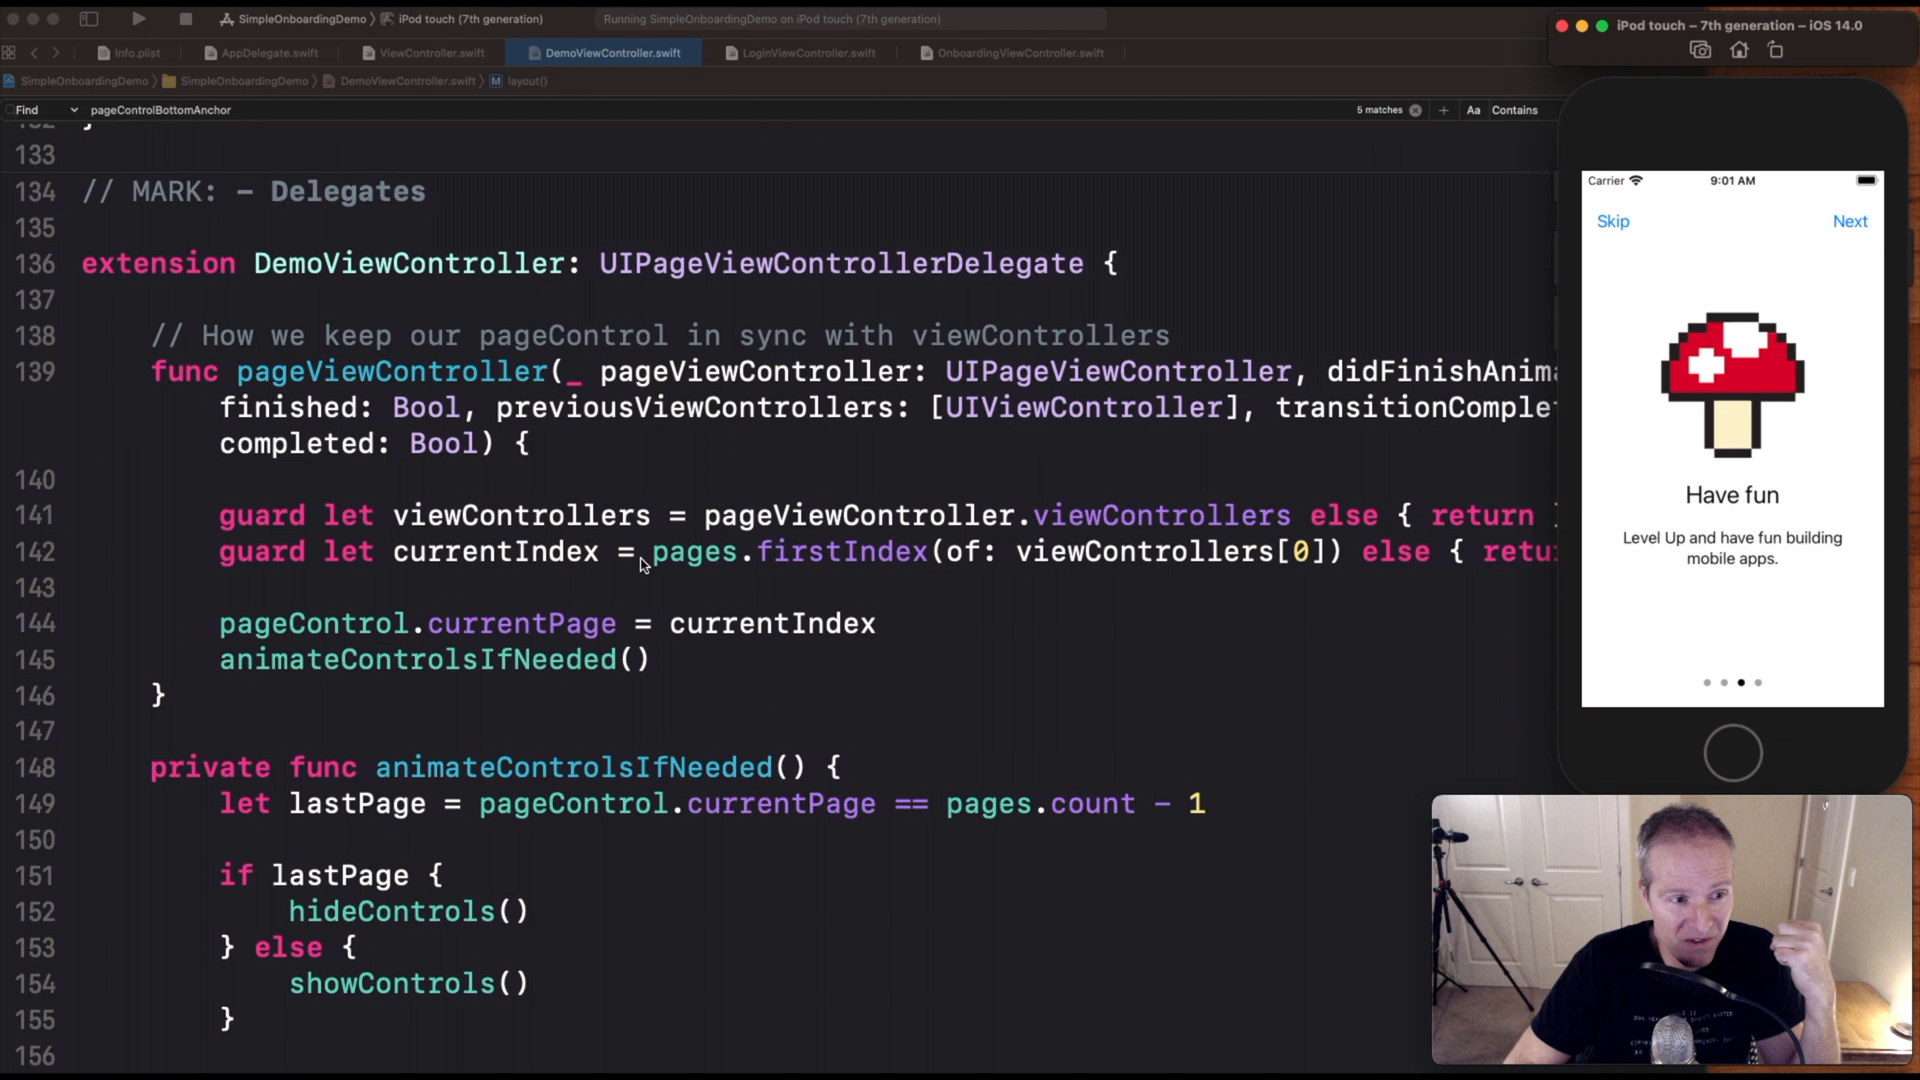 SimpleOnboardingDemo
iPod touch (7th generation)
Running SimpleOnboardingDemo on iPod touch (7th generation)
Info.plist
AppDelegate.swift
ViewController.swift
DemoViewController.swift
LoginViewController.swift
OnboardingViewController.swift
SimpleOnboardingDemo
SimpleOnboardingDemo
DemoViewController.swift
M layout()
Find
pageControlBottomAnchor
5 matches
Aa
Contains
132 }
133
134 // MARK: - Delegates
135
136 extension DemoViewController: UIPageViewControllerDelegate {
137
138 // How we keep our pageControl in sync with viewControllers
139 func pageViewController(_ pageViewController: UIPageViewController, didFinishAnima
finished: Bool, previousViewControllers: [UIViewController], transitionComplet
completed: Bool) {
140
141 guard let viewControllers = pageViewController.viewControllers else { return }
142 guard let currentIndex = pages.firstIndex(of: viewControllers[0]) else { retur
143
144 pageControl.currentPage = currentIndex
145 animateControlsIfNeeded()
146 }
147
148 private func animateControlsIfNeeded() {
149 let lastPage = pageControl.currentPage == pages.count - 1
150
151 if lastPage {
152 hideControls()
153 } else {
154 showControls()
155 }
156
iPod touch – 7th generation – iOS 14.0
Carrier
9:01 AM
Skip
Next
Have fun
Level Up and have fun building
mobile apps.